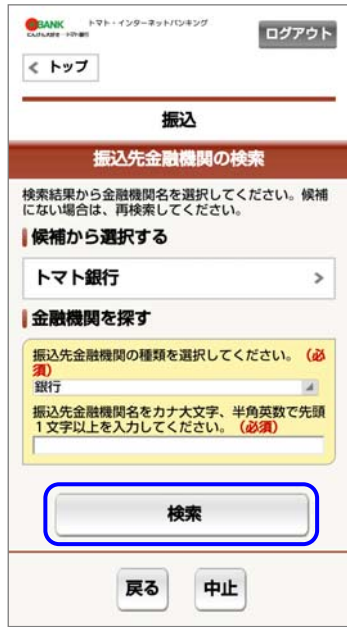 BANK トマト・インターネットバンキング
ログアウト
< トップ
振込
振込先金融機関の検索
検索結果から金融機関名を選択してください。候補
にない場合は、再検索してください。
候補から選択する
トマト銀行 >
金融機関を探す
振込先金融機関の種類を選択してください。(必
須)
銀行
振込先金融機関名をカナ大文字、半角英数で先頭
1文字以上を入力してください。(必須)
検索
戻る 中止